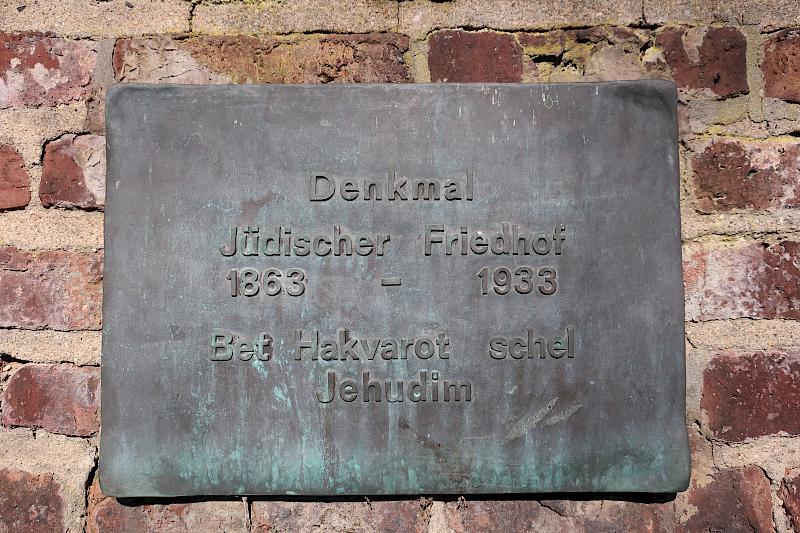 Denkmal
Jüdischer Friedhof
1863 – 1933
Bet Hakvarot schel
Jehudim